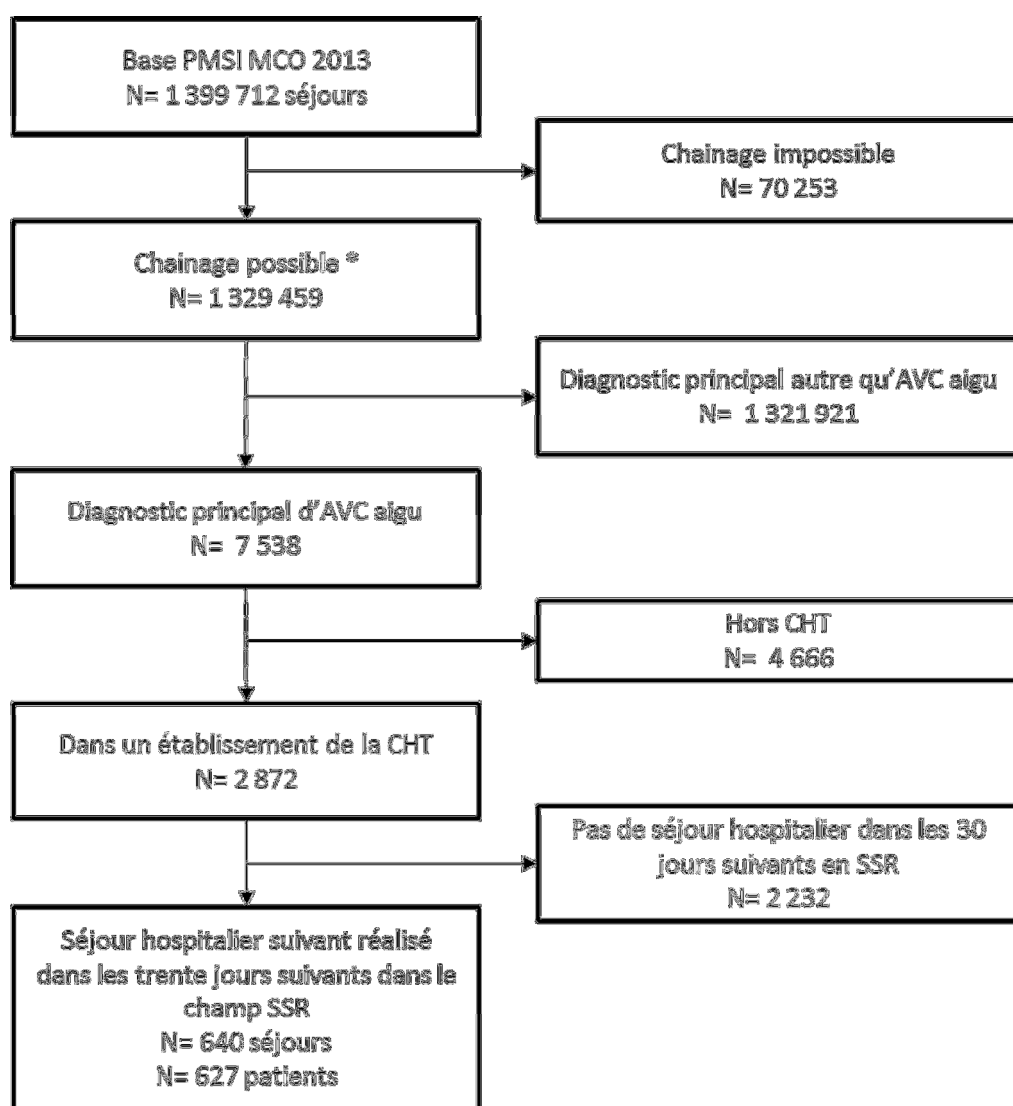 Base PMSI MCO 2013
N= 1 399 712 séjours
Chainage impossible
N= 70 253
Chainage possible *
N= 1 329 459
Diagnostic principal autre qu'AVC aigu
N= 1 321 921
Diagnostic principal d'AVC aigu
N= 7 538
Hors CHT
N= 4 666
Dans un établissement de la CHT
N= 2 872
Pas de séjour hospitalier dans les 30
jours suivants en SSR
N= 2 232
Séjour hospitalier suivant réalisé
dans les trente jours suivants dans le
champ SSR
N= 640 séjours
N= 627 patients